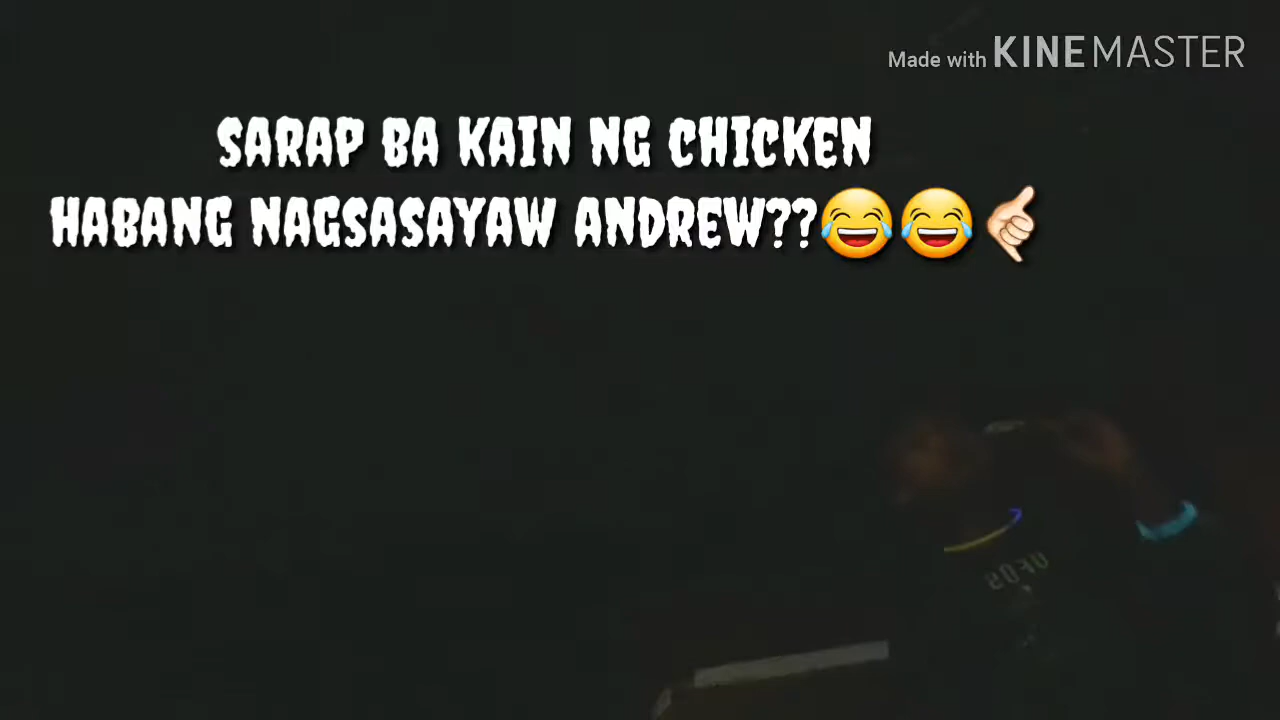 Made with KINEMASTER
SARAP BA KAIN NG CHICKEN
HABANG NAGSASAYAW ANDREW??😂😂🤙🏻